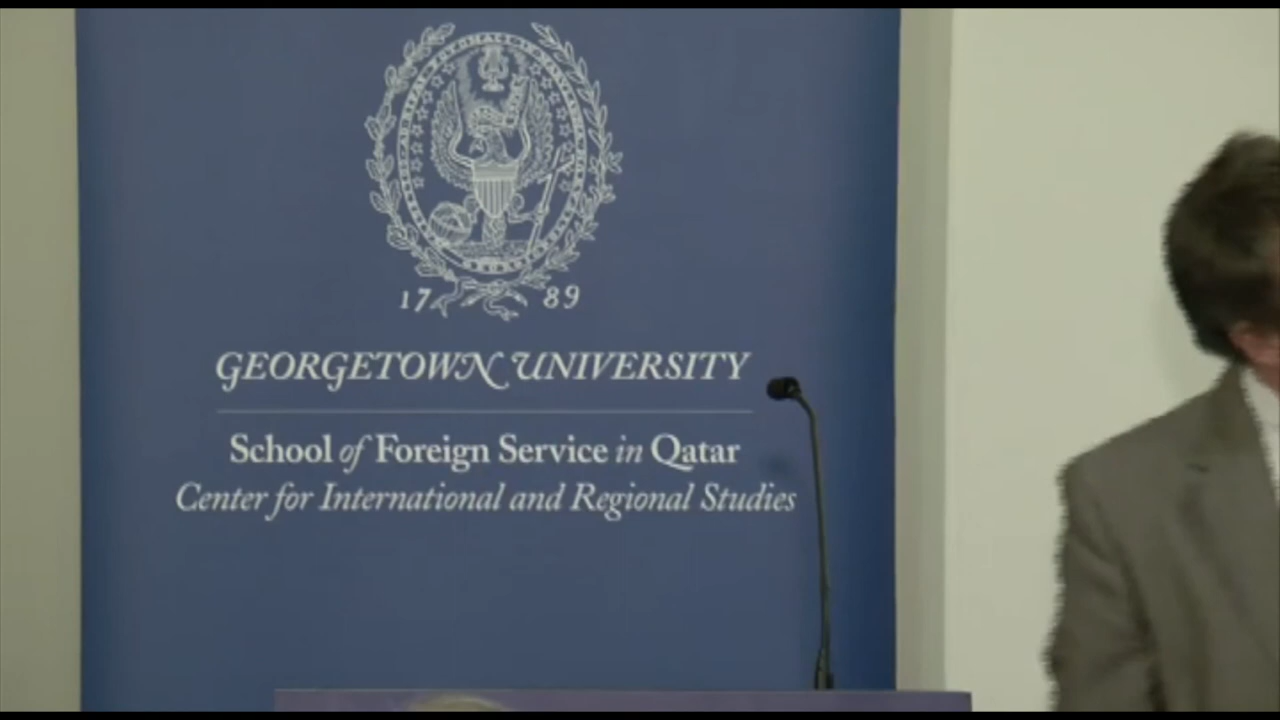 17 89
GEORGETOWN UNIVERSITY
School of Foreign Service in Qatar
Center for International and Regional Studies